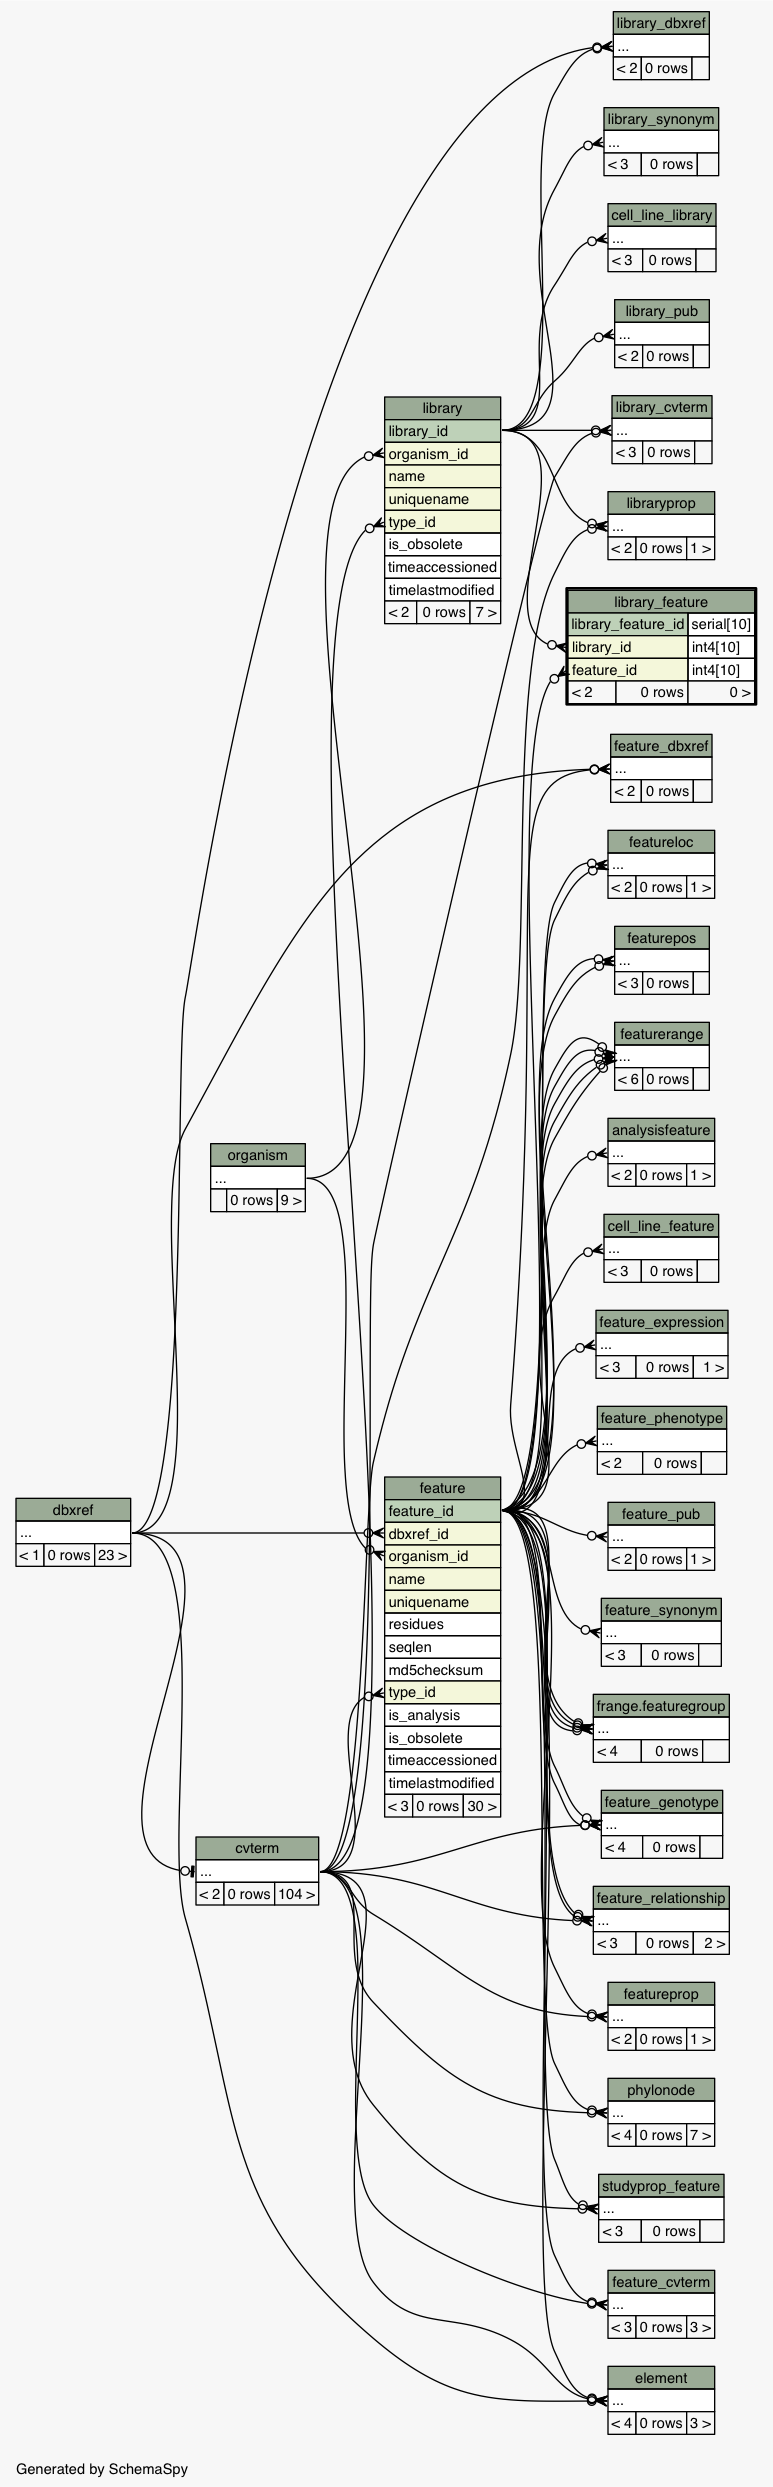 library_dbxref
...
< 2 0 rows
library_synonym
...
< 3 0 rows
cell_line_library
...
< 3 0 rows
library_pub
...
< 2 0 rows
library
library_id
organism_id
name
uniquename
type_id
is_obsolete
timeaccessioned
timelastmodified
< 2 0 rows 7 >
library_cvterm
...
< 3 0 rows
libraryprop
...
< 2 0 rows 1 >
library_feature
library_feature_id serial[10]
library_id int4[10]
feature_id int4[10]
< 2 0 rows 0 >
feature_dbxref
...
< 2 0 rows
featureloc
...
< 2 0 rows 1 >
featurepos
...
< 3 0 rows
featurerange
...
< 6 0 rows
analysisfeature
...
< 2 0 rows 1 >
organism
...
0 rows 9 >
cell_line_feature
...
< 3 0 rows
feature_expression
...
< 3 0 rows 1 >
feature_phenotype
...
< 2 0 rows
dbxref
...
< 1 0 rows 23 >
feature
feature_id
dbxref_id
organism_id
name
uniquename
residues
seqlen
md5checksum
type_id
is_analysis
is_obsolete
timeaccessioned
timelastmodified
< 3 0 rows 30 >
feature_pub
...
< 2 0 rows 1 >
feature_synonym
...
< 3 0 rows
frange.featuregroup
...
< 4 0 rows
feature_genotype
...
< 4 0 rows
cvterm
...
< 2 0 rows 104 >
feature_relationship
...
< 3 0 rows 2 >
featureprop
...
< 2 0 rows 1 >
phylonode
...
< 4 0 rows 7 >
studyprop_feature
...
< 3 0 rows
feature_cvterm
...
< 3 0 rows 3 >
element
...
< 4 0 rows 3 >
Generated by SchemaSpy